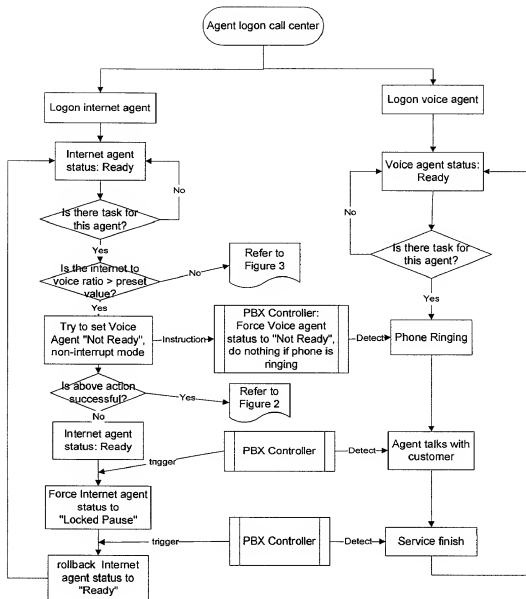 Agent logon call center
Logon internet agent
Logon voice agent
Internet agent
status: Ready
Voice agent status:
Ready
No
No
Is there task for
this agent?
Is there task for
this agent?
Yes
Is the internet to
voice ratio > preset
value?
No
Refer to
Figure 3
Yes
Yes
Try to set Voice
Agent "Not Ready",
non-interrupt mode
Instruction
PBX Controller:
Force Voice agent
status to "Not Ready",
do nothing if phone is
ringing
Detect
Phone Ringing
Is above action
successful?
Yes
Refer to
Figure 2
No
Internet agent
status: Ready
trigger
PBX Controller
Detect
Agent talks with
customer
Force Internet agent
status to
"Locked Pause"
trigger
PBX Controller
Detect
Service finish
rollback Internet
agent status to
"Ready"